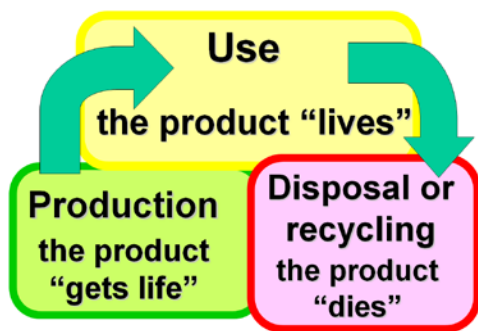 Use
the product “lives”
Production
the product
“gets life”
Disposal or
recycling
the product
“dies”